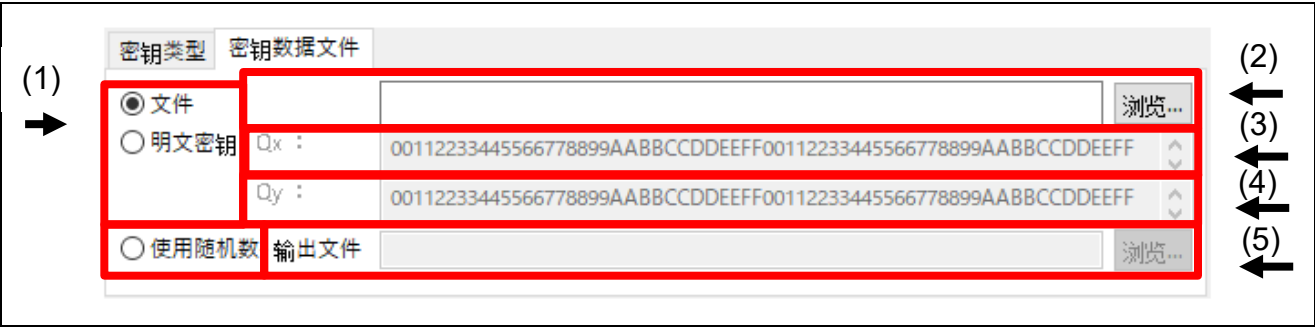 密钥类型 密钥数据文件
(1)
(2)
文件 浏览...
(3)
明文密钥 Qx : 00112233445566778899AABBCCDDEEFF00112233445566778899AABBCCDDEEFF
(4)
Qy : 00112233445566778899AABBCCDDEEFF00112233445566778899AABBCCDDEEFF
(5)
使用随机数 输出文件 浏览...